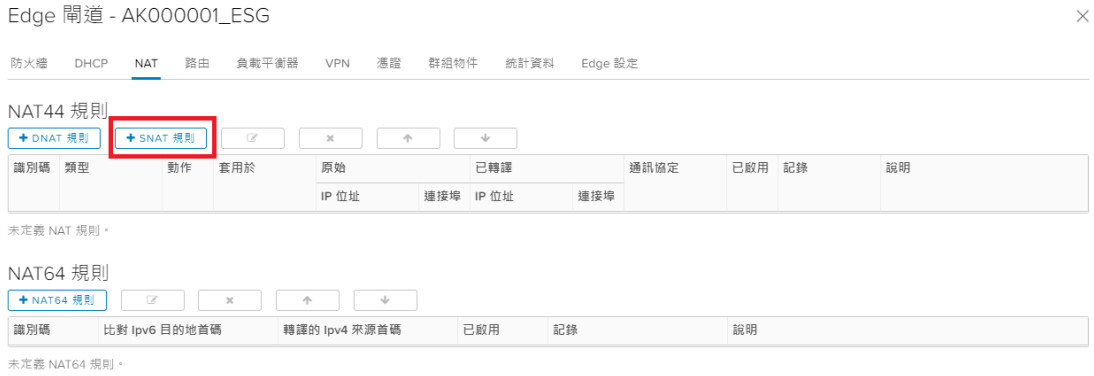 Edge 閘道 - AK000001_ESG
防火牆 DHCP NAT 路由 負載平衡器 VPN 憑證 群組物件 統計資料 Edge 設定
NAT44 規則
+ DNAT 規則 + SNAT 規則
識別碼 類型 動作 套用於 原始 已轉譯 通訊協定 已啟用 記錄 說明
IP 位址 連接埠 IP 位址 連接埠
未定義 NAT 規則。
NAT64 規則
+ NAT64 規則
識別碼 比對 Ipv6 目的地首碼 轉譯的 Ipv4 來源首碼 已啟用 記錄 說明
未定義 NAT64 規則。